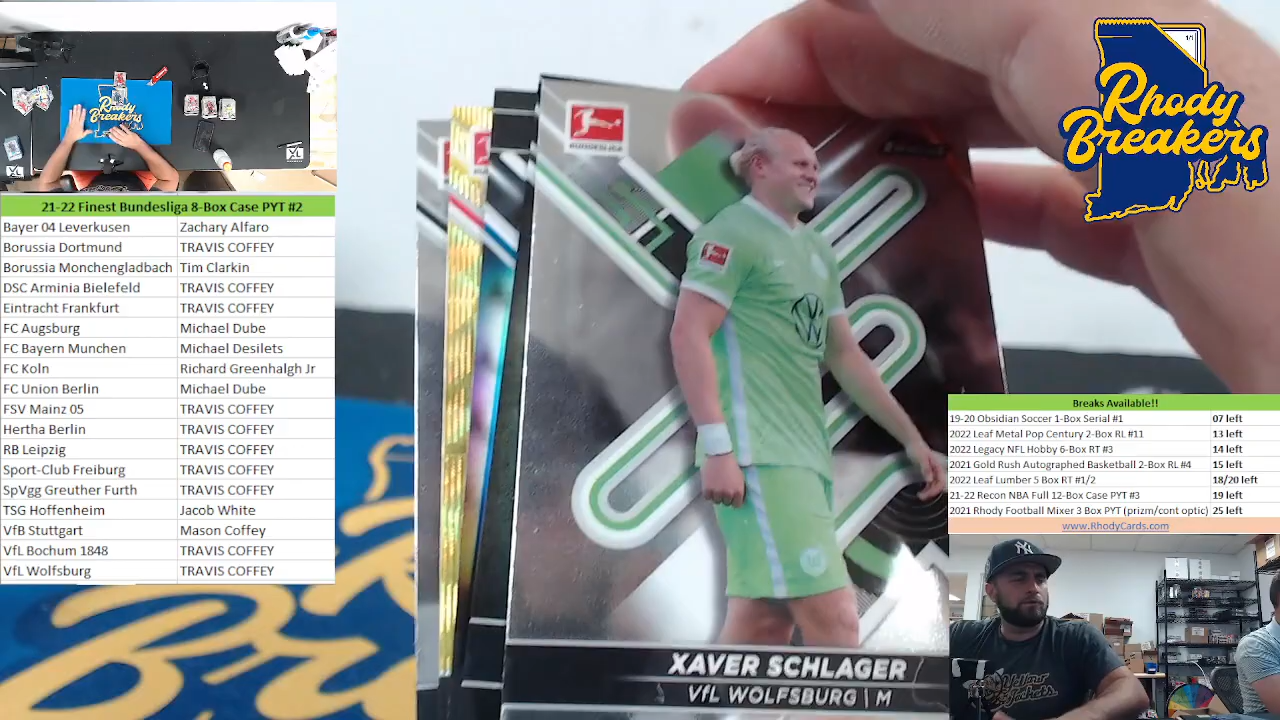 Rhody
Breakers
21-22 Finest Bundesliga 8-Box Case PYT #2
Bayer 04 Leverkusen Zachary Alfaro
Borussia Dortmund TRAVIS COFFEY
Borussia Monchengladbach Tim Clarkin
DSC Arminia Bielefeld TRAVIS COFFEY
Eintracht Frankfurt TRAVIS COFFEY
FC Augsburg Michael Dube
FC Bayern Munchen Michael Desilets
FC Koln Richard Greenhalgh Jr
FC Union Berlin Michael Dube
FSV Mainz 05 TRAVIS COFFEY
Hertha Berlin TRAVIS COFFEY
RB Leipzig TRAVIS COFFEY
Sport-Club Freiburg TRAVIS COFFEY
SpVgg Greuther Furth TRAVIS COFFEY
TSG Hoffenheim Jacob White
VfB Stuttgart Mason Coffey
VfL Bochum 1848 TRAVIS COFFEY
VfL Wolfsburg TRAVIS COFFEY
BUNDESLIGA
XAVER SCHLAGER
VfL WOLFSBURG | M
1/1
Rhody
Breakers
Breaks Available!!
19-20 Obsidian Soccer 1-Box Serial #1 07 left
2022 Leaf Metal Pop Century 2-Box RL #11 13 left
2022 Legacy NFL Hobby 6-Box RT #3 14 left
2021 Gold Rush Autographed Basketball 2-Box RL #4 15 left
2022 Leaf Lumber 5 Box RT #1/2 18/20 left
21-22 Recon NBA Full 12-Box Case PYT #3 19 left
2021 Rhody Football Mixer 3 Box PYT (prizm/cont optic) 25 left
www.RhodyCards.com